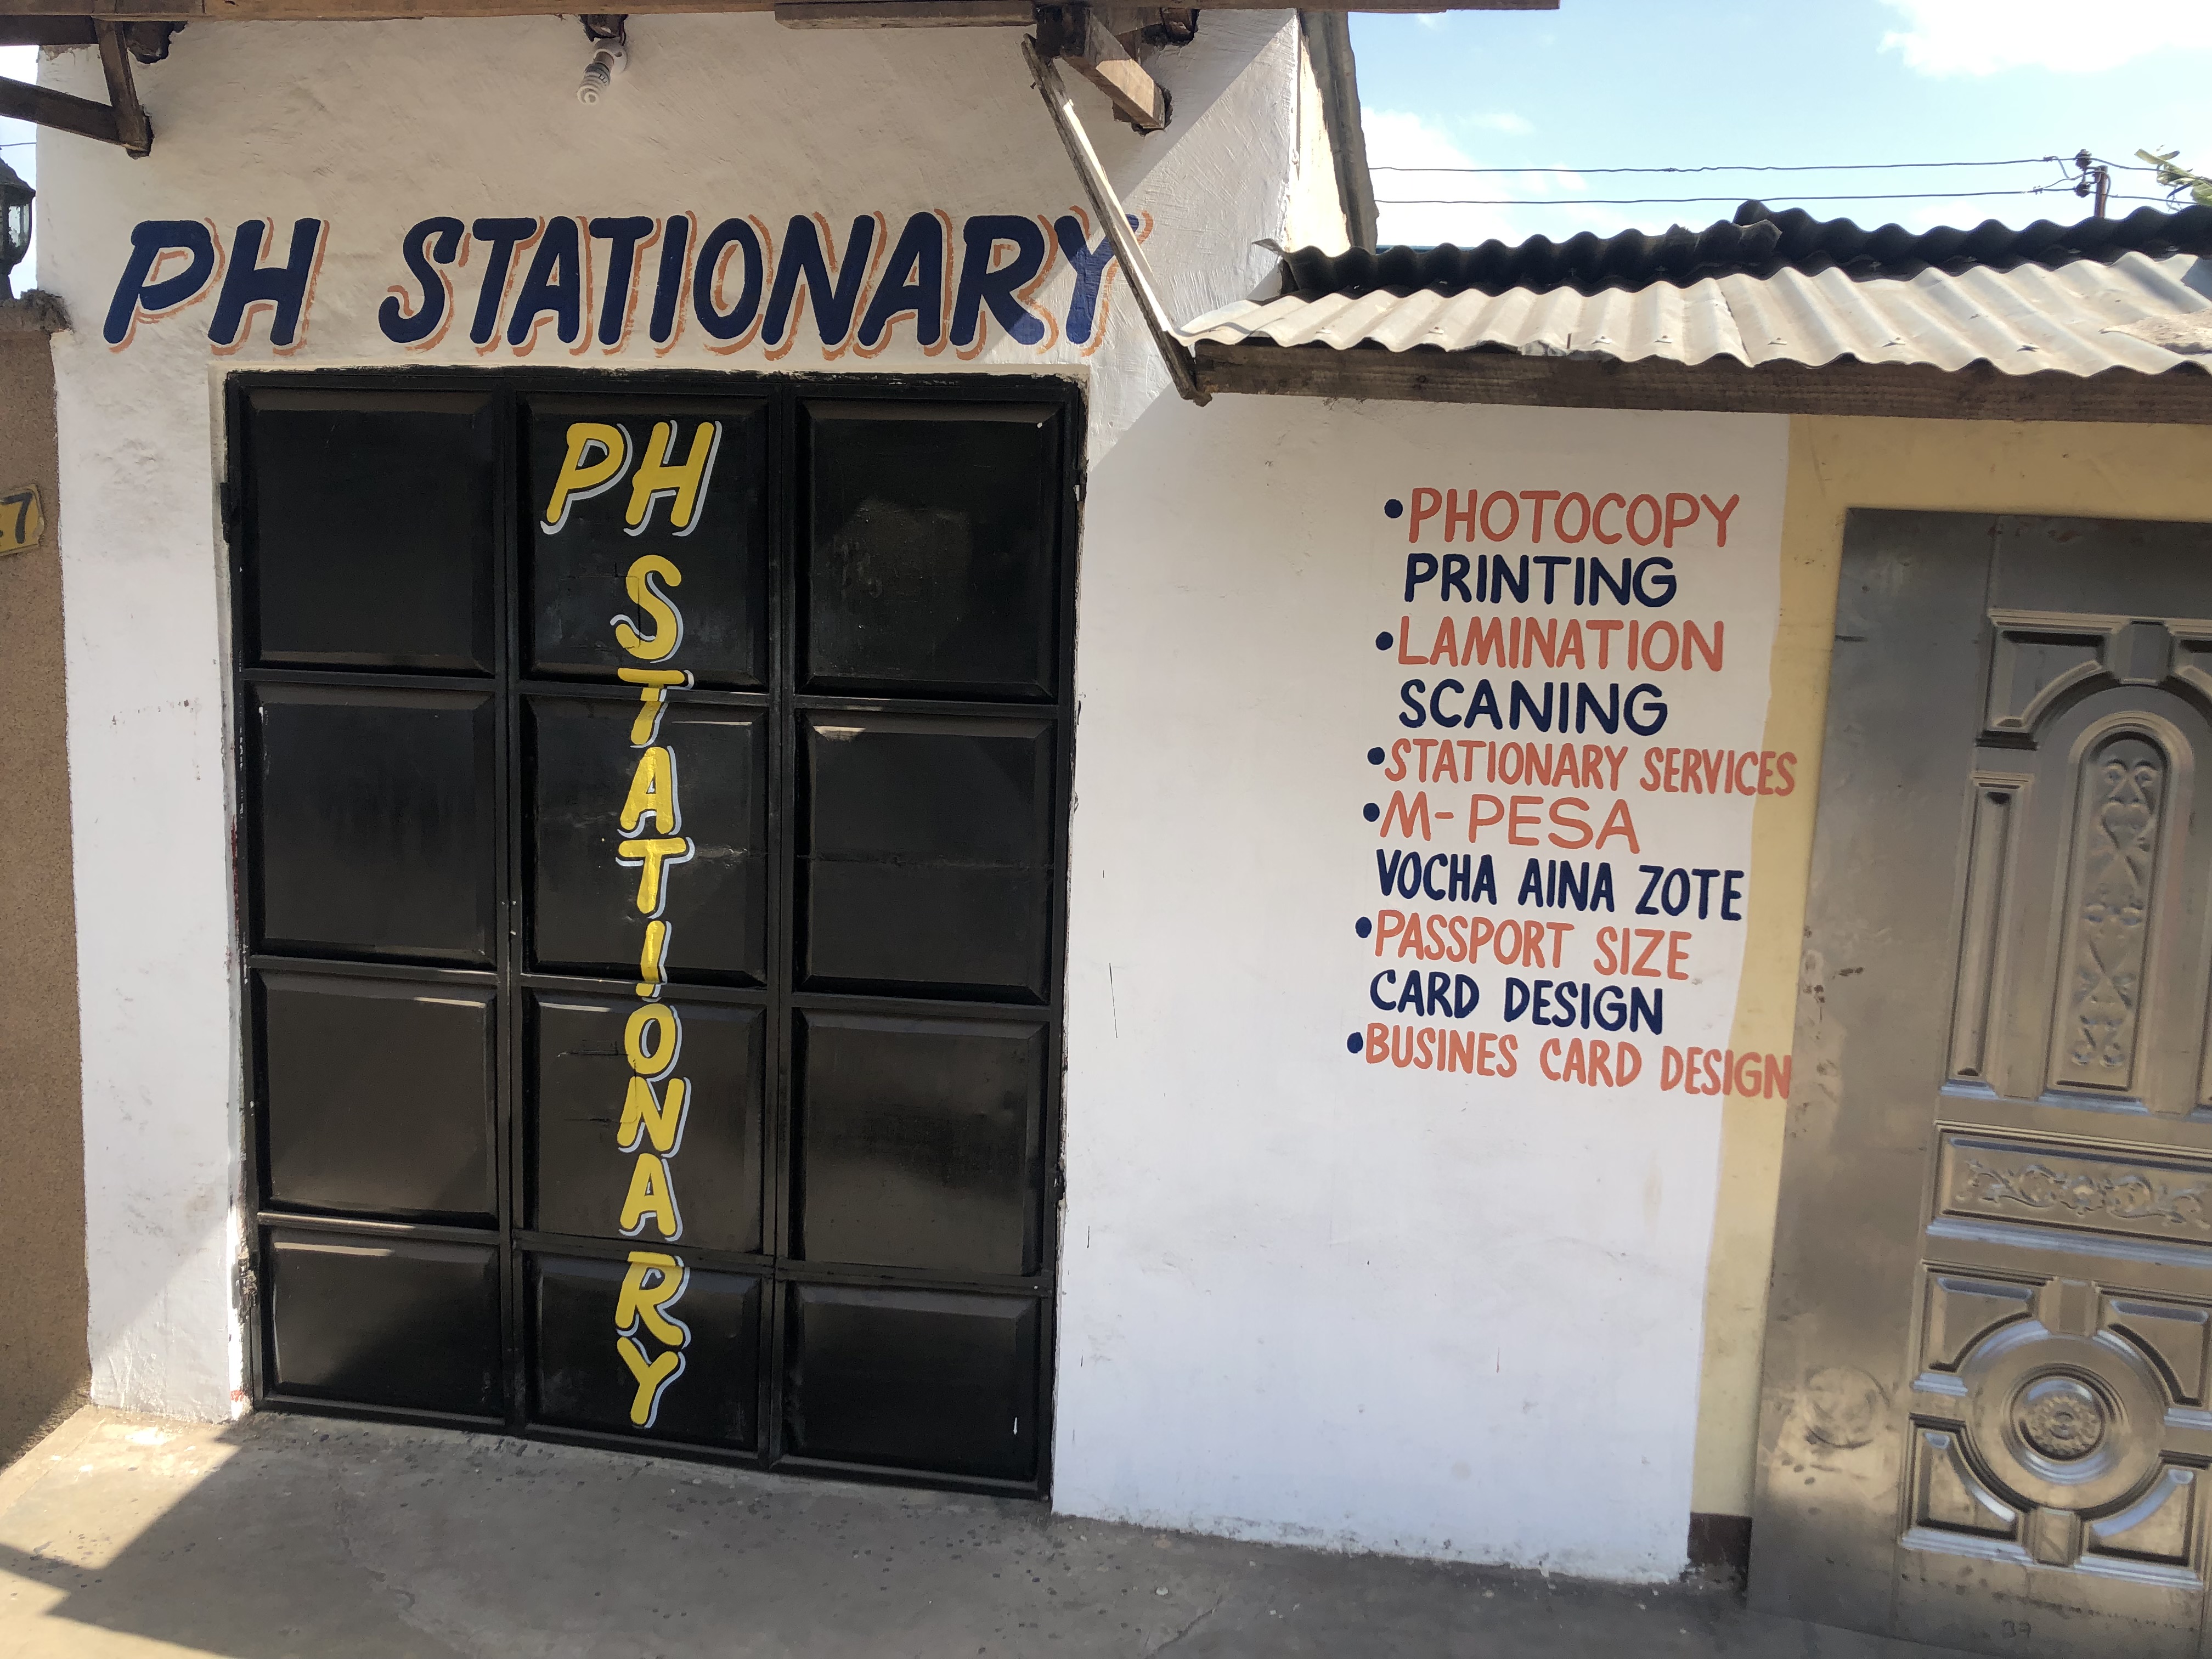 PH STATIONARY
PH
STATIONARY
•PHOTOCOPY
PRINTING
•LAMINATION
SCANING
•STATIONARY SERVICES
•M-PESA
VOCHA AINA ZOTE
•PASSPORT SIZE
CARD DESIGN
•BUSINES CARD DESIGN